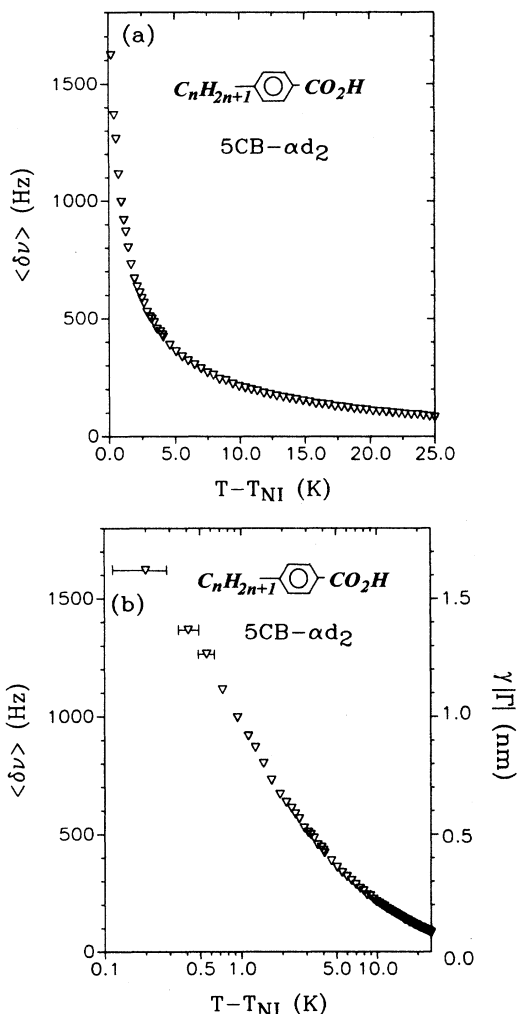 (a)
CnH2n+1 CO2H
5CB-αd2
<δν> (Hz)
1500
1000
500
0
0.0 5.0 10.0 15.0 20.0 25.0
T-TNI (K)
(b)
CnH2n+1 CO2H
5CB-αd2
<δν> (Hz)
1500
1000
500
0
γ|Γ| (nm)
1.5
1.0
0.5
0.0
0.1 0.5 1.0 5.0 10.0
T-TNI (K)